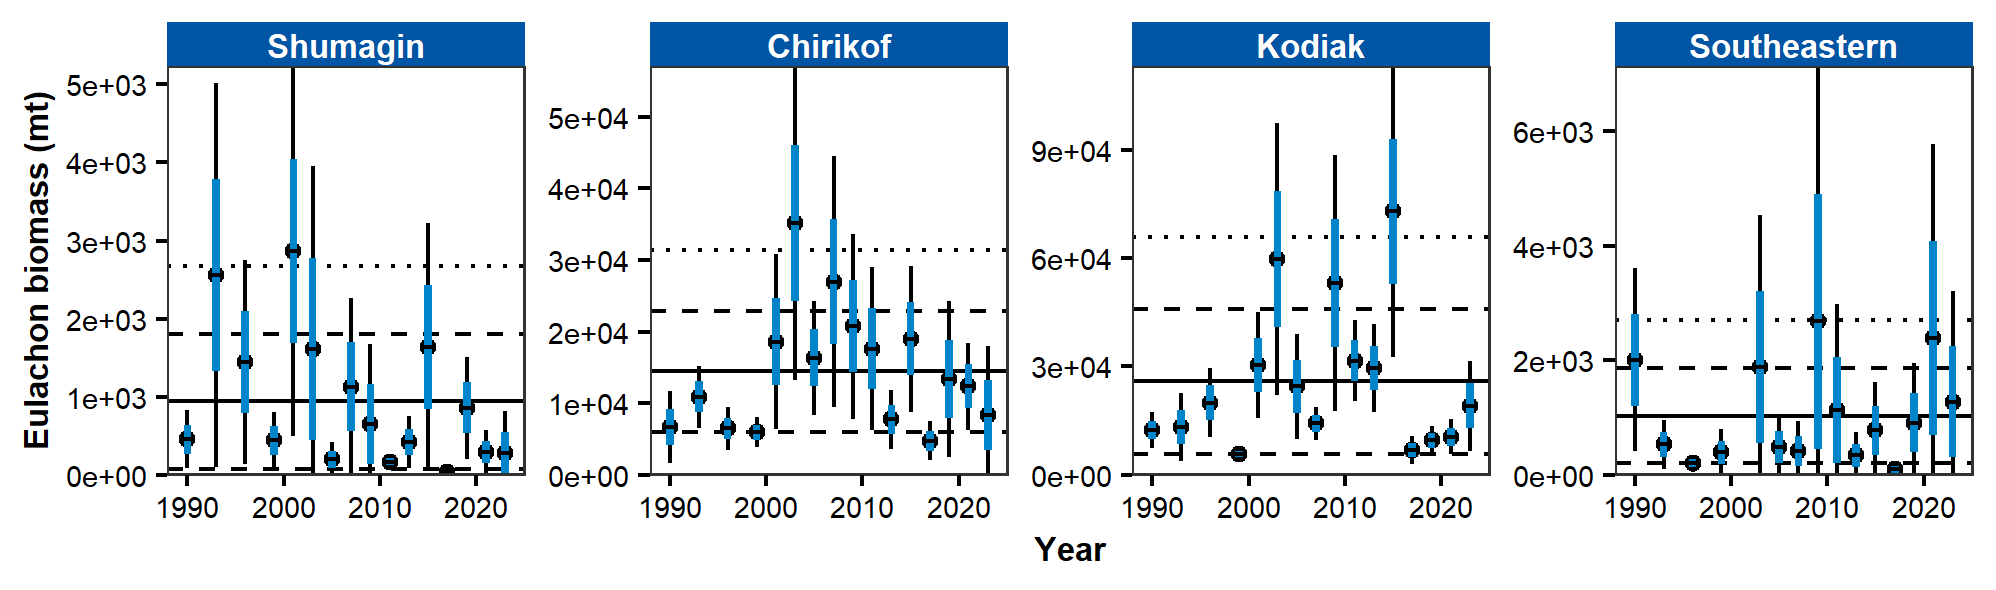 Shumagin Chirikof Kodiak Southeastern
Eulachon biomass (mt)
5e+03
4e+03
3e+03
2e+03
1e+03
0e+00
1990 2000 2010 2020
5e+04
4e+04
3e+04
2e+04
1e+04
0e+00
1990 2000 2010 2020
9e+04
6e+04
3e+04
0e+00
1990 2000 2010 2020
6e+03
4e+03
2e+03
0e+00
1990 2000 2010 2020
Year